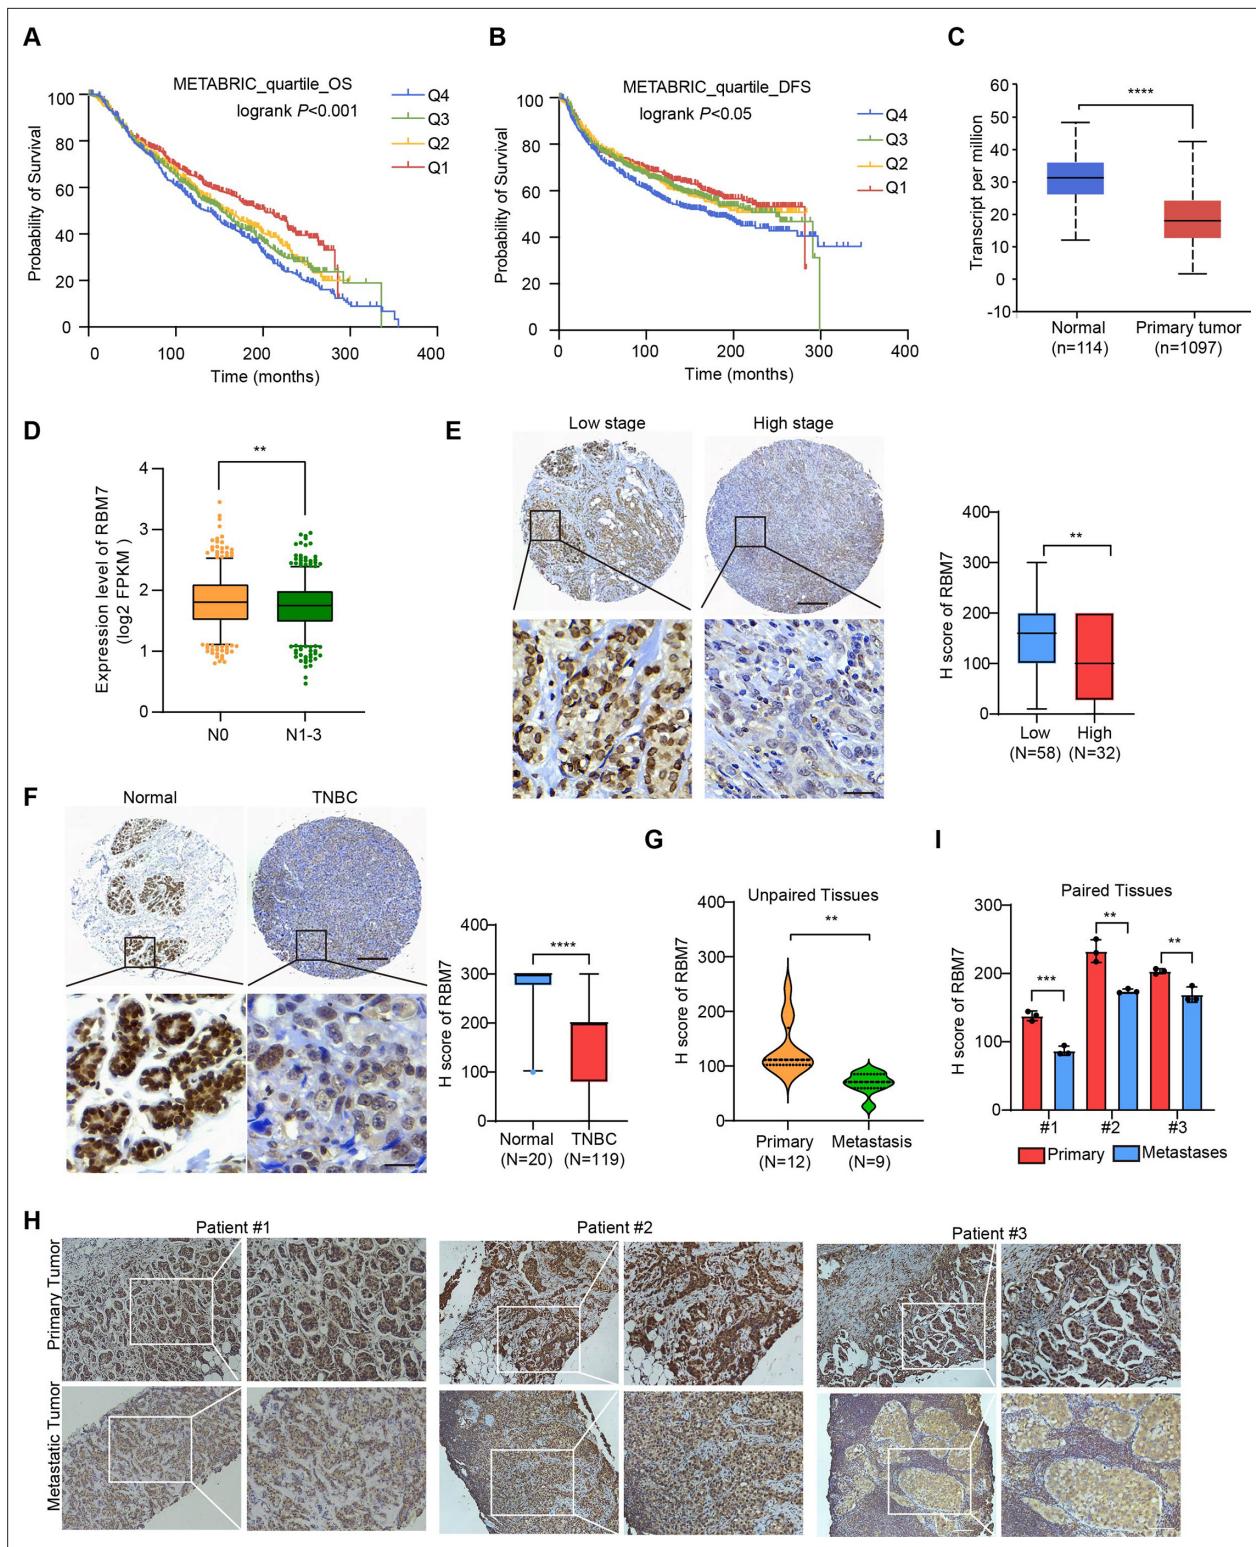 A
METABRIC_quartile_OS
logrank P<0.001
Q4
Q3
Q2
Q1
Probability of Survival
100
80
60
40
20
0
0 100 200 300 400
Time (months)
B
METABRIC_quartile_DFS
logrank P<0.05
Q4
Q3
Q2
Q1
Probability of Survival
100
80
60
40
20
0
0 100 200 300 400
Time (months)
C
Transcript per million
60
50
40
30
20
10
0
-10
****
Normal Primary tumor
(n=114) (n=1097)
D
Expression level of RBM7
(log2 FPKM )
4
3
2
1
0
**
N0 N1-3
E
Low stage High stage
H score of RBM7
400
300
200
100
0
**
Low High
(N=58) (N=32)
F
Normal TNBC
H score of RBM7
400
300
200
100
0
****
Normal TNBC
(N=20) (N=119)
G
Unpaired Tissues
H score of RBM7
400
300
200
100
0
**
Primary Metastasis
(N=12) (N=9)
I
Paired Tissues
H score of RBM7
300
200
100
0
***
**
**
#1 #2 #3
Primary Metastases
H
Patient #1 Patient #2 Patient #3
Primary Tumor
Metastatic Tumor